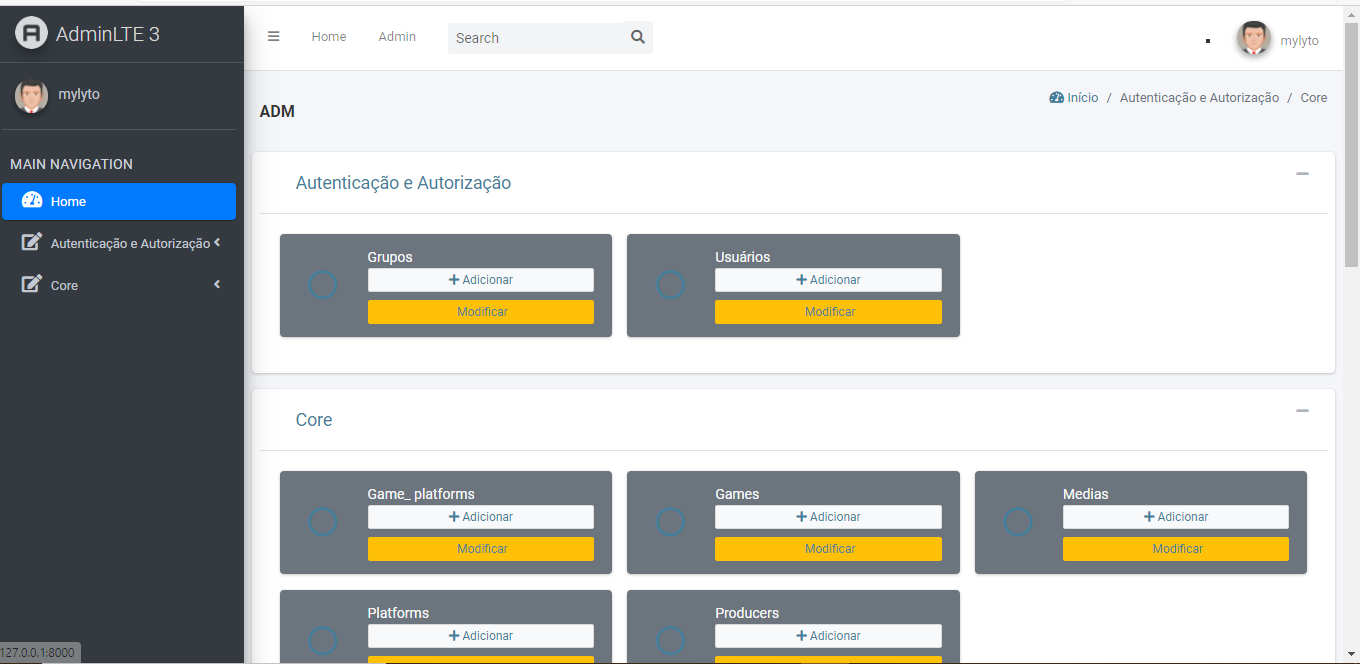 AdminLTE 3
Home Admin Search mylyto
mylyto
ADM
Início / Autenticação e Autorização / Core
MAIN NAVIGATION
Home
Autenticação e Autorização
Core
Autenticação e Autorização
Grupos
+ Adicionar
Modificar
Usuários
+ Adicionar
Modificar
Core
Game_ platforms
+ Adicionar
Modificar
Games
+ Adicionar
Modificar
Medias
+ Adicionar
Modificar
Platforms
+ Adicionar
Producers
+ Adicionar
127.0.0.1:8000